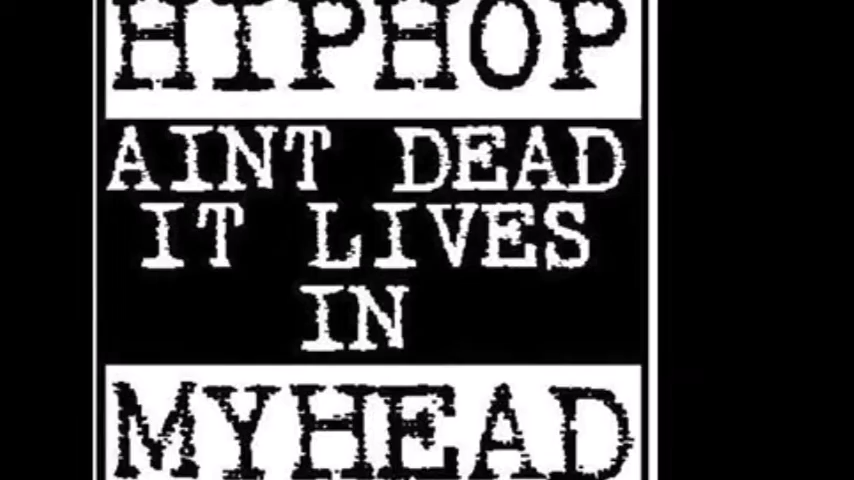 HIPHOP
AINT DEAD
IT LIVES
IN
MYHEAD